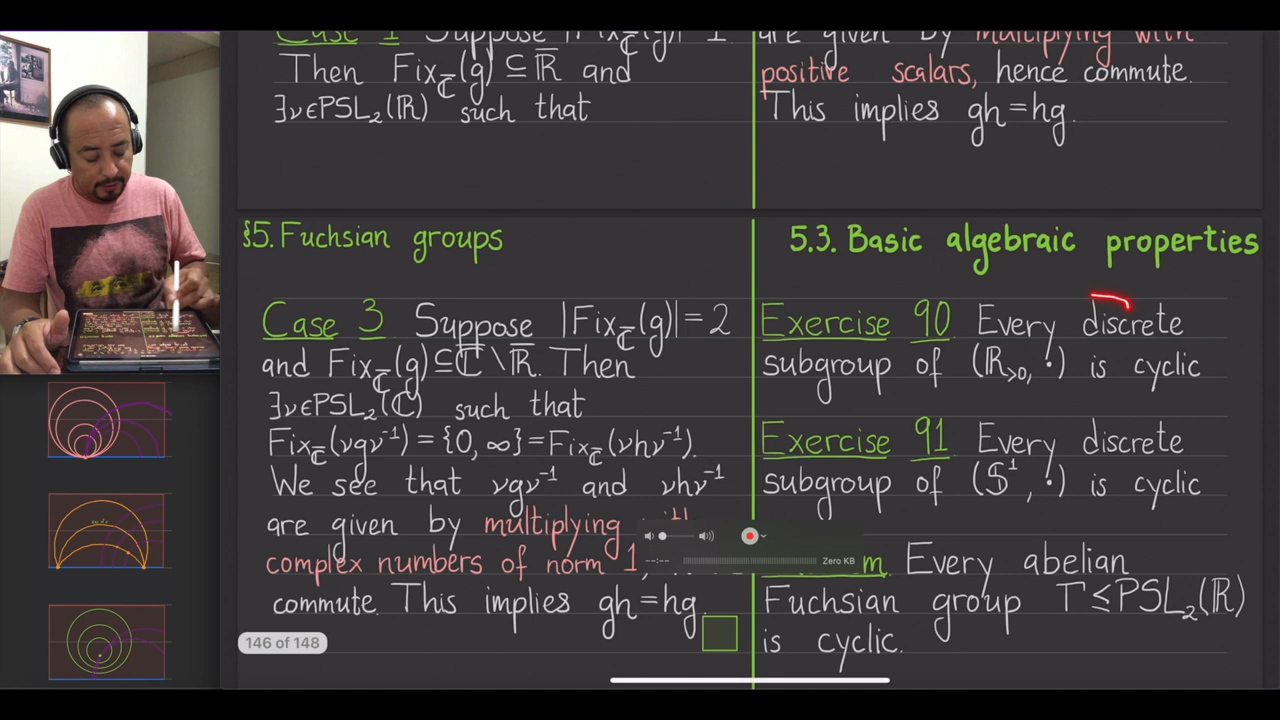 Case 1 Suppose |Fix_C̅(g)| 1
Then Fix_C̅(g) ⊆ ℝ̅ and
∃ν∈PSL₂(ℝ) such that
are given by multiplying with
positive scalars, hence commute.
This implies gh=hg.
§5. Fuchsian groups
Case 3 Suppose |Fix_C̅(g)|=2
and Fix_C̅(g)⊆ℂ̅\ℝ̅. Then
∃ν∈PSL₂(ℂ) such that
Fix_C̅(νgν⁻¹)={0, ∞}=Fix_C̅(νhν⁻¹).
We see that νgν⁻¹ and νhν⁻¹
are given by multiplying
complex numbers of norm 1,
commute. This implies gh=hg.
146 of 148
5.3. Basic algebraic properties
Exercise 90 Every discrete
subgroup of (ℝ>0, ·) is cyclic
Exercise 91 Every discrete
subgroup of (𝕊¹, ·) is cyclic
--:--
Zero KB
Every abelian
Fuchsian group Γ≤PSL₂(ℝ)
is cyclic.